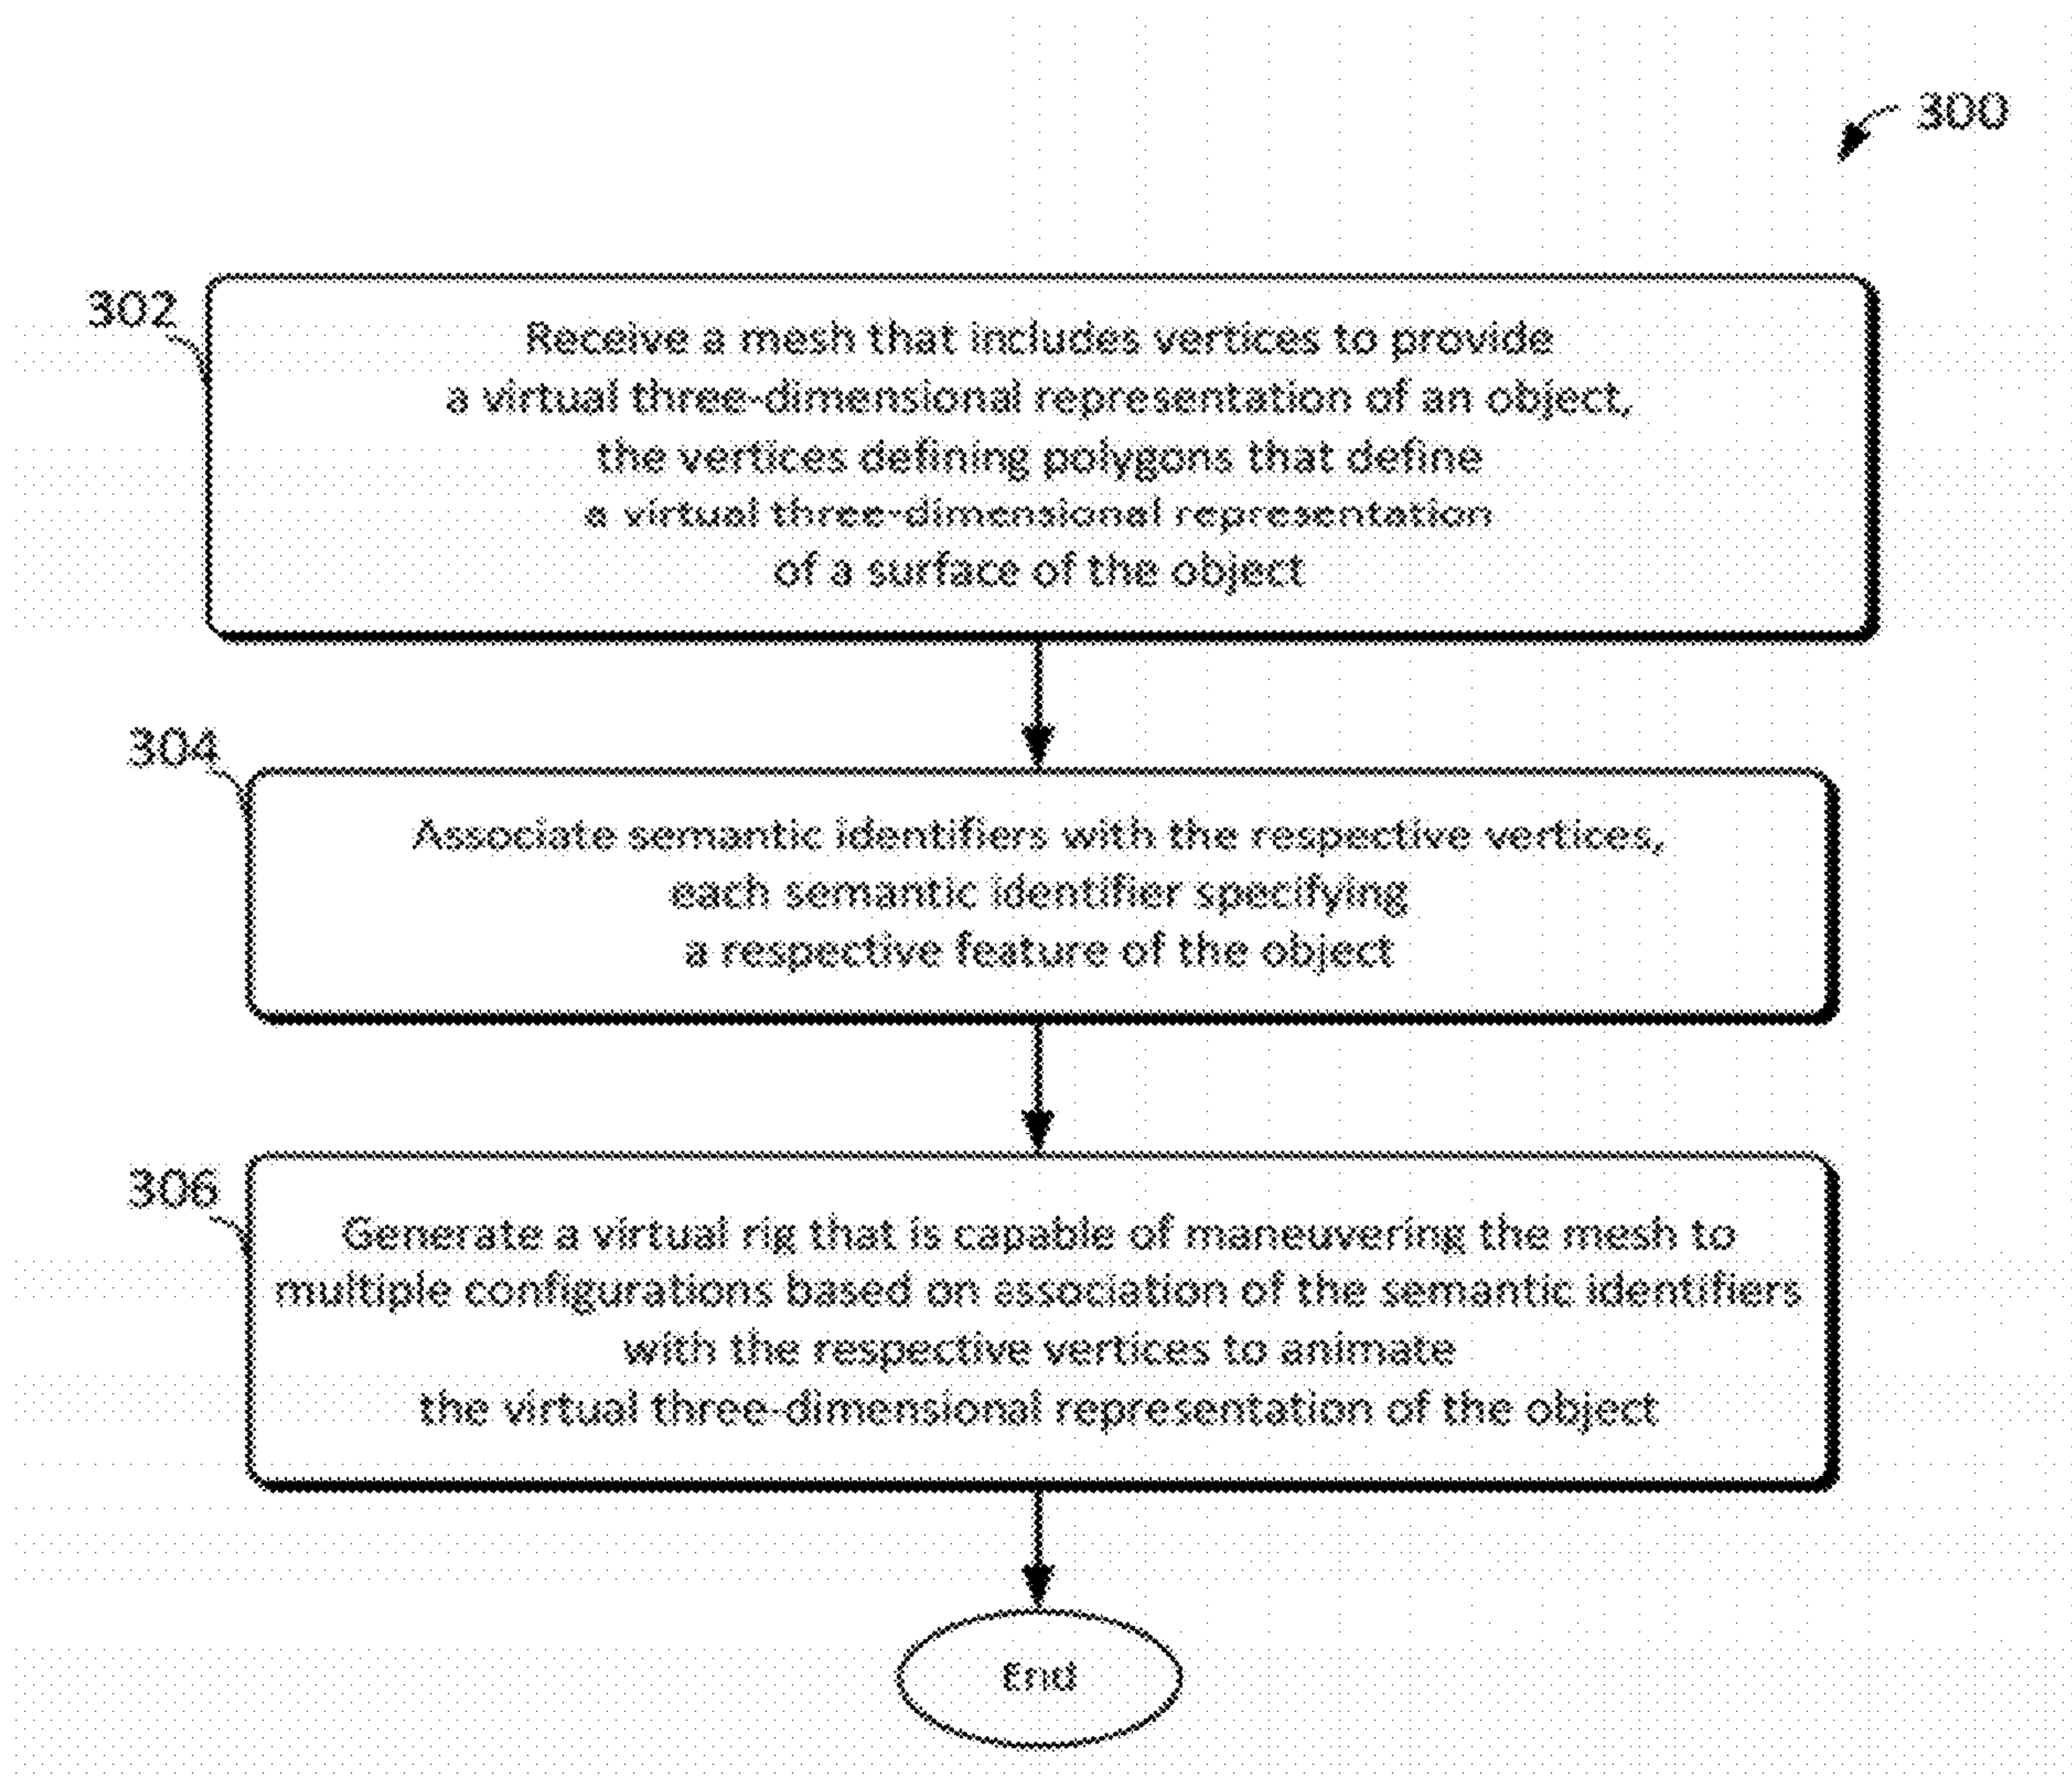 300
302
Receive a mesh that includes vertices to provide
a virtual three-dimensional representation of an object,
the vertices defining polygons that define
a virtual three-dimensional representation
of a surface of the object
304
Associate semantic identifiers with the respective vertices,
each semantic identifier specifying
a respective feature of the object
306
Generate a virtual rig that is capable of maneuvering the mesh to
multiple configurations based on association of the semantic identifiers
with the respective vertices to animate
the virtual three-dimensional representation of the object
End